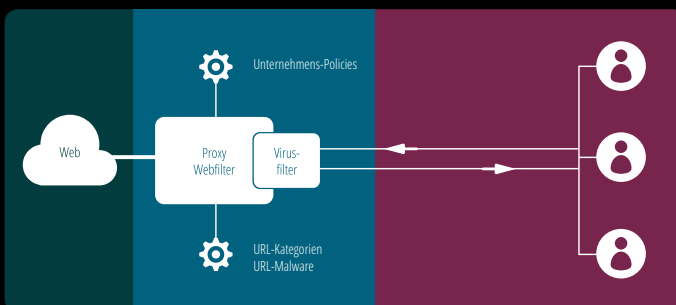 Unternehmens-Policies
Web
Proxy
Webfilter
Virus-
filter
URL-Kategorien
URL-Malware